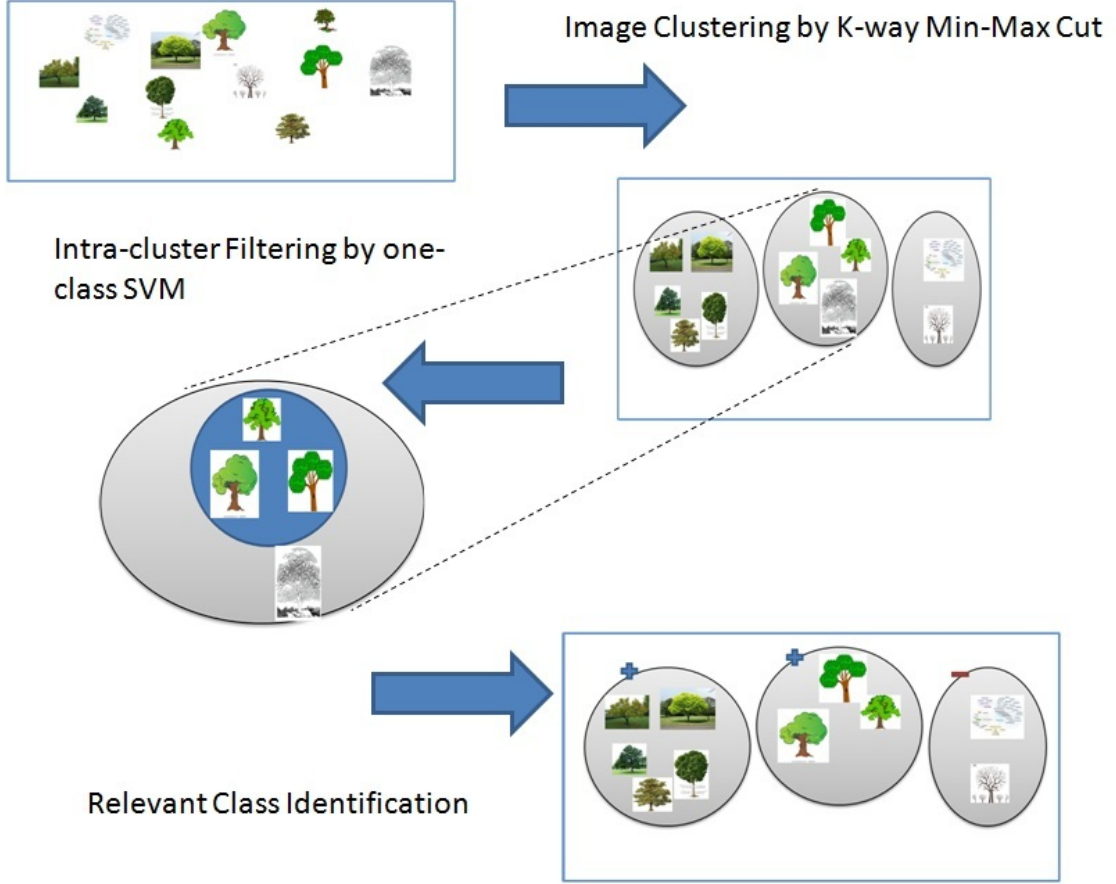 Image Clustering by K-way Min-Max Cut
Intra-cluster Filtering by one-
class SVM
Relevant Class Identification